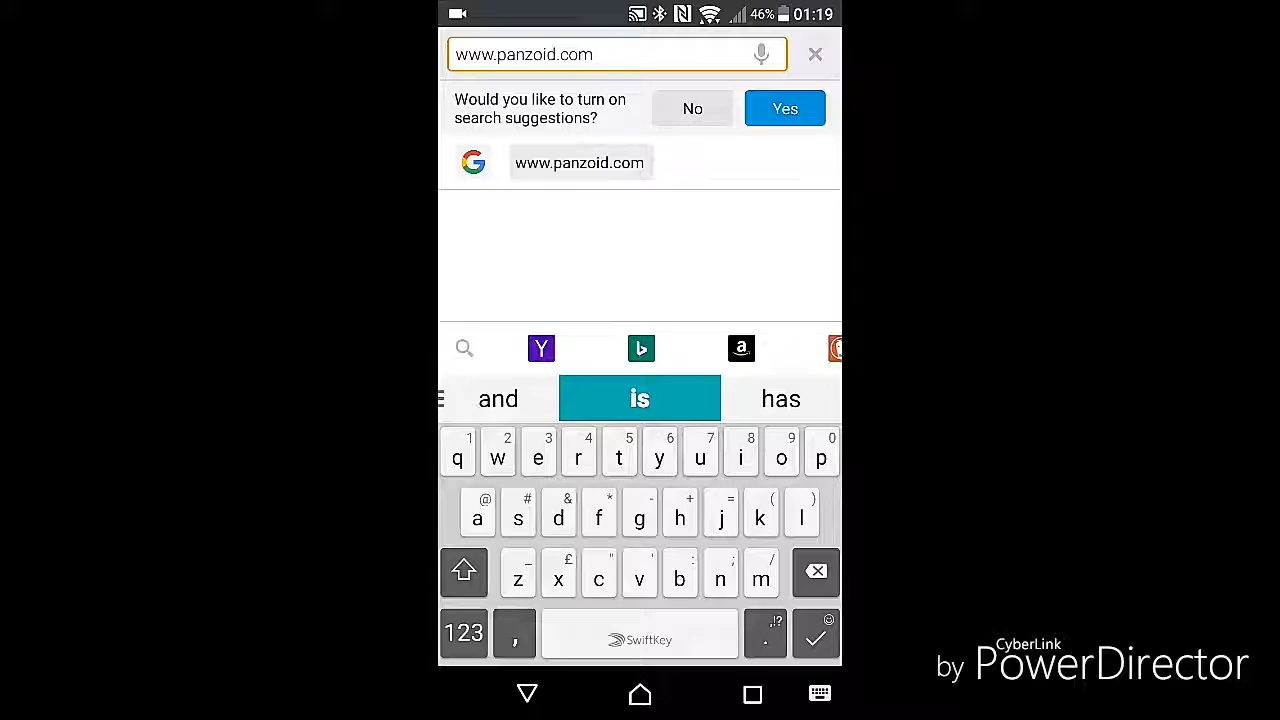 46% 01:19
www.panzoid.com
Would you like to turn on
search suggestions?
No
Yes
www.panzoid.com
and
is
has
1 2 3 4 5 6 7 8 9 0
q w e r t y u i o p
@ # & * - + = ( )
a s d f g h j k l
_ £ " ' : ; /
z x c v b n m
,!?
123 , SwiftKey .
CyberLink
by PowerDirector